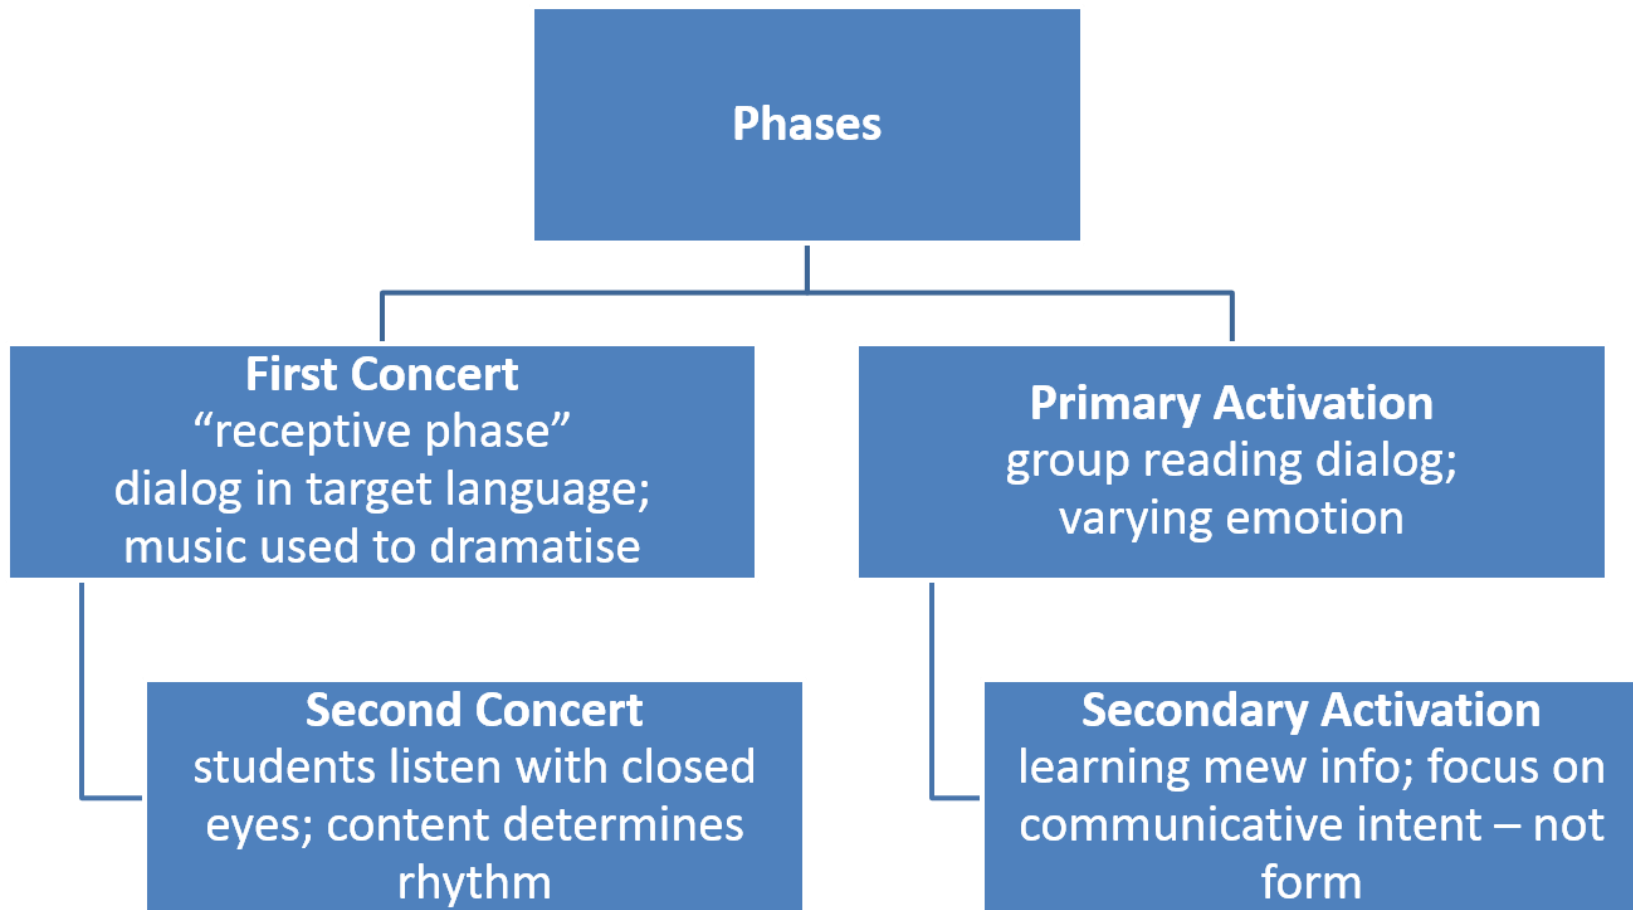 Phases
First Concert
“receptive phase”
dialog in target language;
music used to dramatise
Primary Activation
group reading dialog;
varying emotion
Second Concert
students listen with closed
eyes; content determines
rhythm
Secondary Activation
learning mew info; focus on
communicative intent – not
form